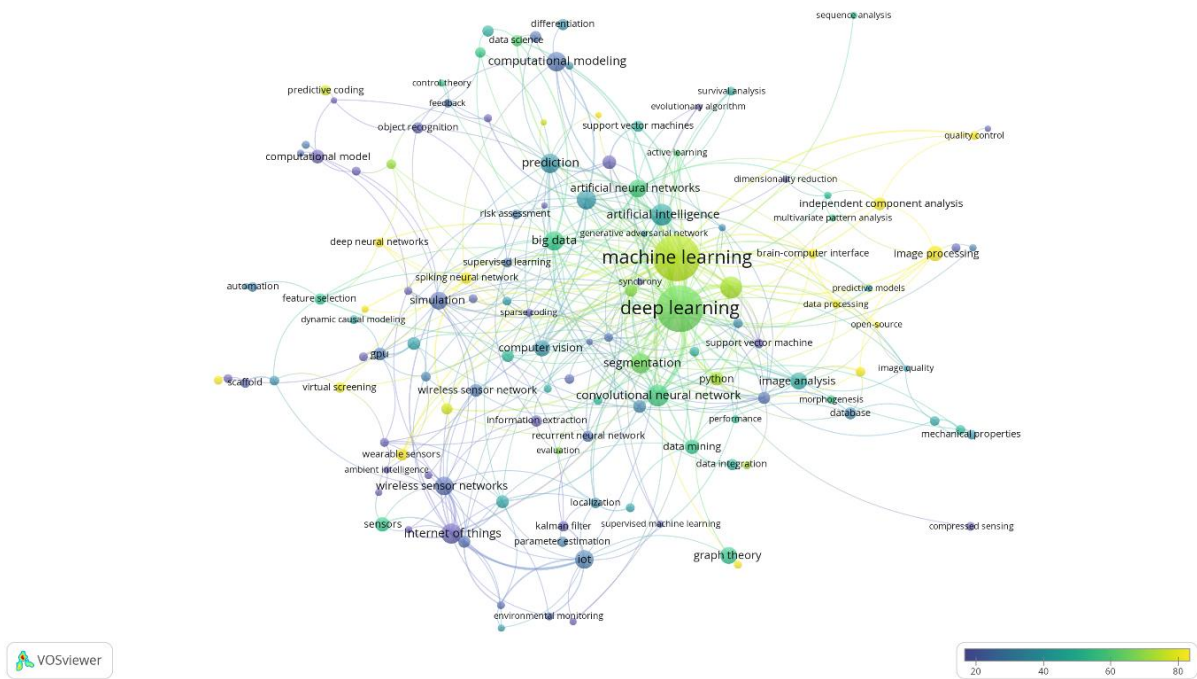 sequence analysis
differentiation
data science
computational modeling
control theory
predictive coding
feedback
survival analysis
evolutionary algorithm
object recognition
support vector machines
quality control
computational model
active learning
prediction
dimensionality reduction
artificial neural networks
independent component analysis
risk assessment
artificial intelligence
multivariate pattern analysis
generative adversarial network
deep neural networks
big data
machine learning
brain-computer interface
image processing
supervised learning
spiking neural network
synchrony
automation
predictive models
feature selection
simulation
data processing
deep learning
sparse coding
dynamic causal modeling
open-source
support vector machine
computer vision
gpu
segmentation
image quality
scaffold
virtual screening
python
image analysis
wireless sensor network
convolutional neural network
morphogenesis
database
information extraction
performance
recurrent neural network
mechanical properties
evaluation
data mining
wearable sensors
data integration
ambient intelligence
wireless sensor networks
localization
sensors
kalman filter
supervised machine learning
compressed sensing
internet of things
parameter estimation
graph theory
iot
environmental monitoring
VOSviewer
20 40 60 80